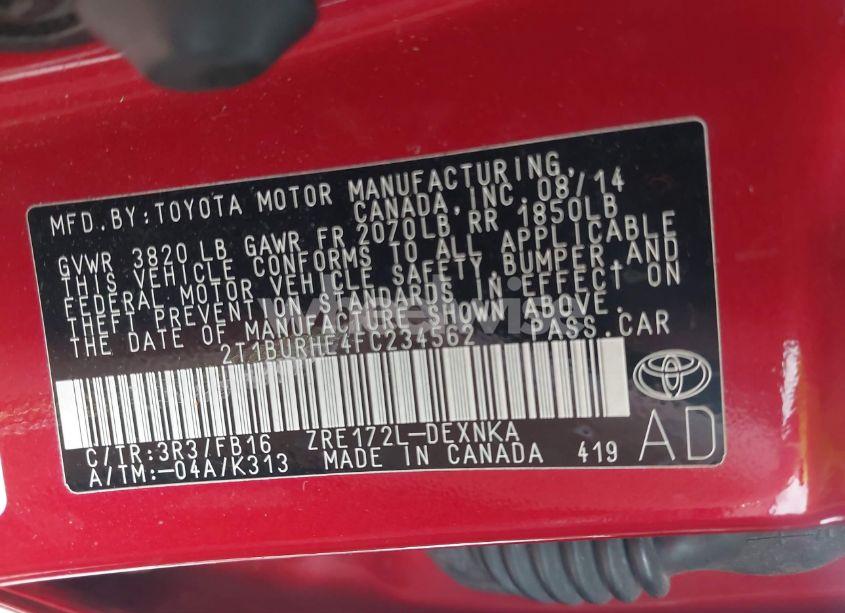 MFD.BY:TOYOTA MOTOR MANUFACTURING,
CANADA,INC. 08/14
GVWR 3820 LB GAWR FR 2070LB RR 1850LB
THIS VEHICLE CONFORMS TO ALL APPLICABLE
FEDERAL MOTOR VEHICLE SAFETY,BUMPER AND
THEFT PREVENTION STANDARDS IN EFFECT ON
THE DATE OF MANUFACTURE SHOWN ABOVE.
2T1BURHE4FC234562 PASS.CAR
C/TR:3R3/FB16 ZRE172L-DEXNKA
A/TM:-04A/K313 MADE IN CANADA 419
AD